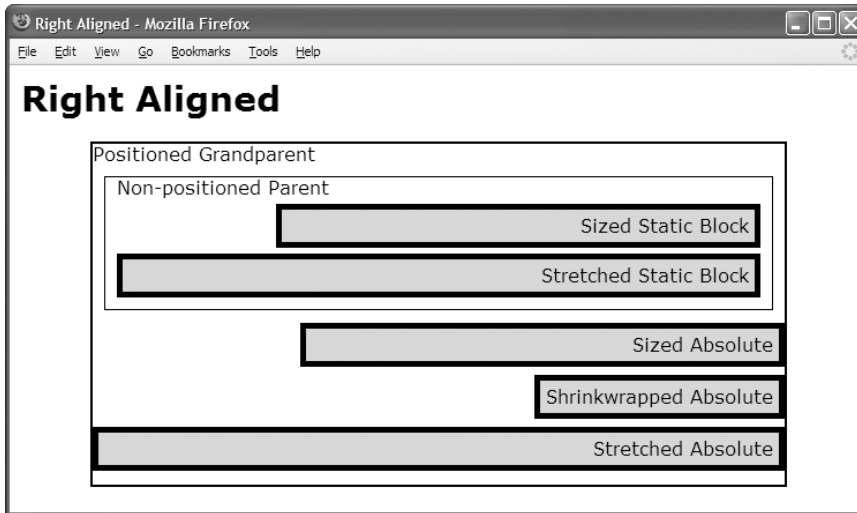 Right Aligned - Mozilla Firefox
File Edit View Go Bookmarks Tools Help
Right Aligned
Positioned Grandparent
Non-positioned Parent
Sized Static Block
Stretched Static Block
Sized Absolute
Shrinkwrapped Absolute
Stretched Absolute